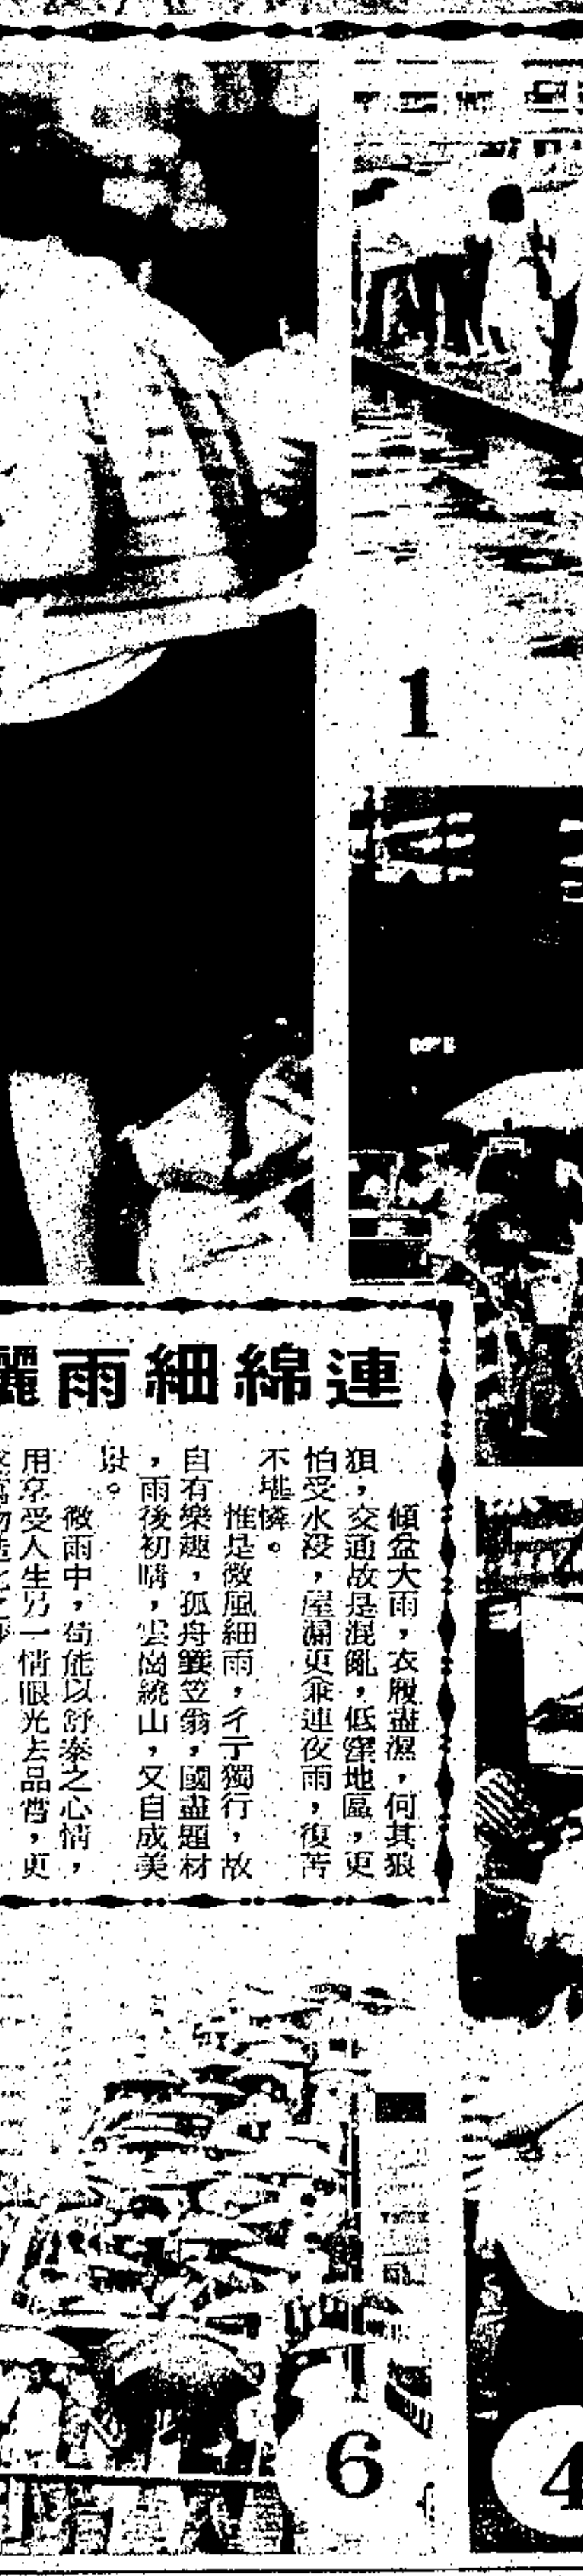 連綿細雨麗
傾盆大雨，衣履盡濕，何其狼
狽，交通故是混亂，低窪地區，更
怕受水浸，屋漏更兼連夜雨，復苦
不堪憐。
惟是微風細雨，孑孑獨行，故
自有樂趣，孤舟簑笠翁，國畫題材
，雨後初晴，雲崗繞山，又自成美
景。
微雨中，苟能以舒泰之心情，
用享受人生另一情眼光去品嘗，更
1
6
4